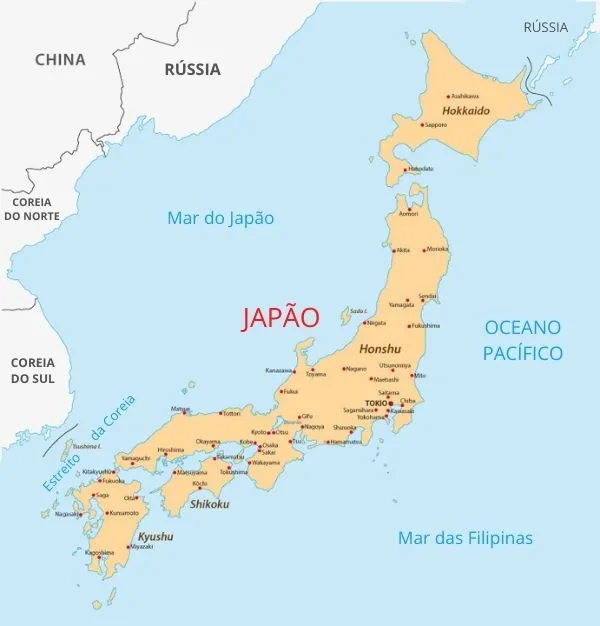 RÚSSIA
CHINA
RÚSSIA
Asahikawa
Hokkaido
Sapporo
Hakodate
COREIA
DO NORTE
Mar do Japão
Aomori
Akita
Morioka
Yamagata
Sendai
Sado I.
JAPÃO
Niigata
Fukushima
OCEANO
PACÍFICO
Honshu
COREIA
DO SUL
Kanazawa
Toyama
Nagano
Utsunomiya
Maebashi
Mito
Fukui
Saitama
TOKIO
Chiba
Sagamihara
Kawasaki
Yokohama
Estreito da Coreia
Matsue
Tottori
Gifu
Nagoya
Kyoto
Otsu
Shizuoka
Hamamatsu
Tsu
Tsushima I.
Okayama
Kobe
Osaka
Sakai
Hiroshima
Takamatsu
Wakayama
Yamaguchi
Tokushima
Kitakyushu
Matsuyama
Fukuoka
Kōchi
Saga
Oita
Shikoku
Nagasaki
Kumamoto
Kyushu
Mar das Filipinas
Miyazaki
Kagoshima